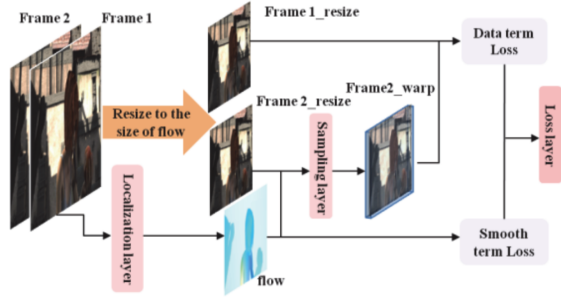 Frame 2
Frame 1
Frame 1_resize
Data term
Loss
Resize to the
size of flow
Frame 2_resize
Frame2_warp
Sampling layer
Loss layer
Localization layer
Smooth
term Loss
flow